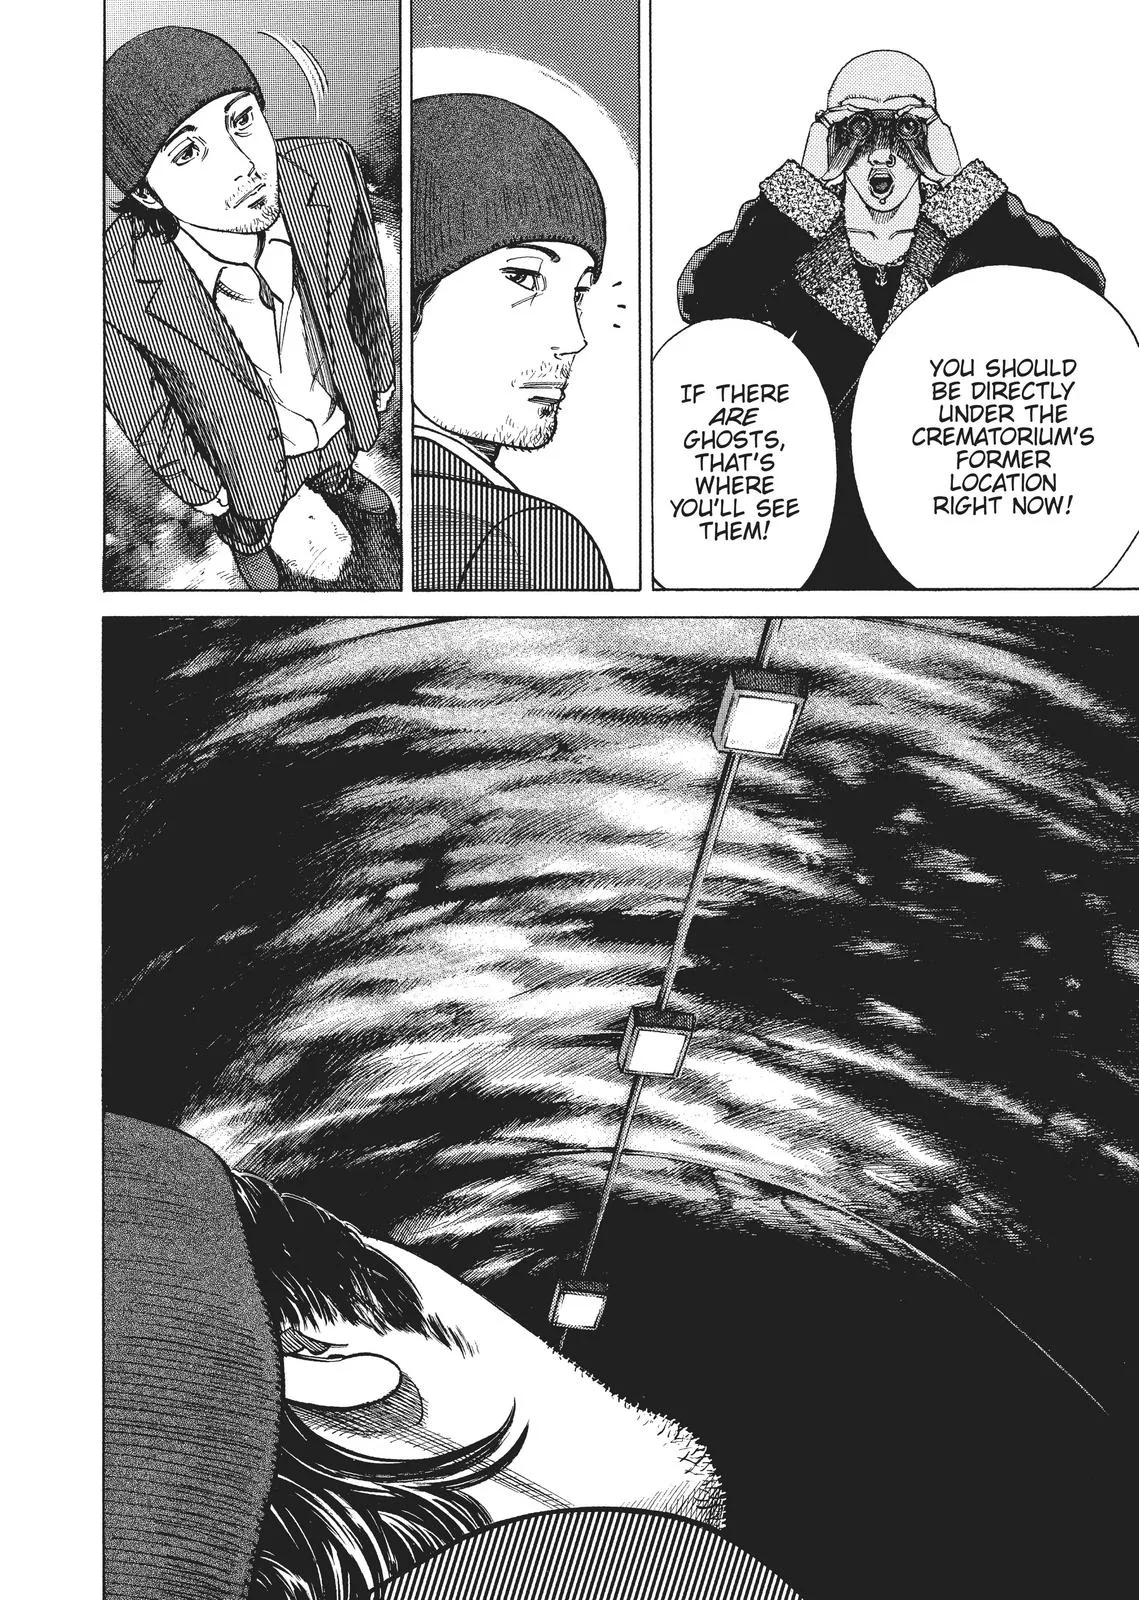 YOU SHOULD
BE DIRECTLY
UNDER THE
CREMATORIUM'S
FORMER
LOCATION
RIGHT NOW!
IF THERE
ARE
GHOSTS,
THAT'S
WHERE
YOU'LL SEE
THEM!